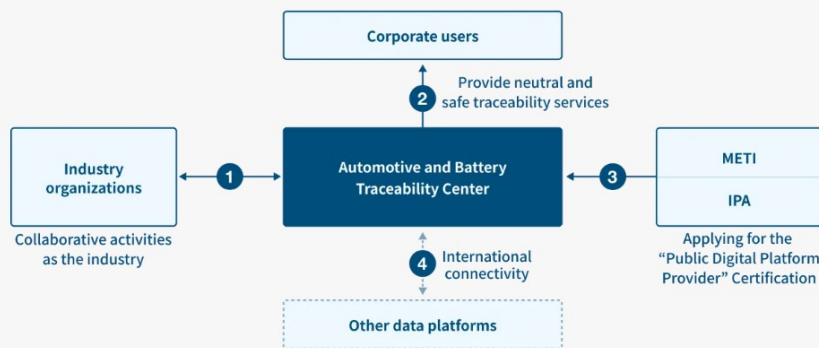 Corporate users
2
Provide neutral and
safe traceability services
Industry
organizations
1
Automotive and Battery
Traceability Center
3
METI
IPA
Collaborative activities
as the industry
4
International
connectivity
Applying for the
“Public Digital Platform
Provider” Certification
Other data platforms